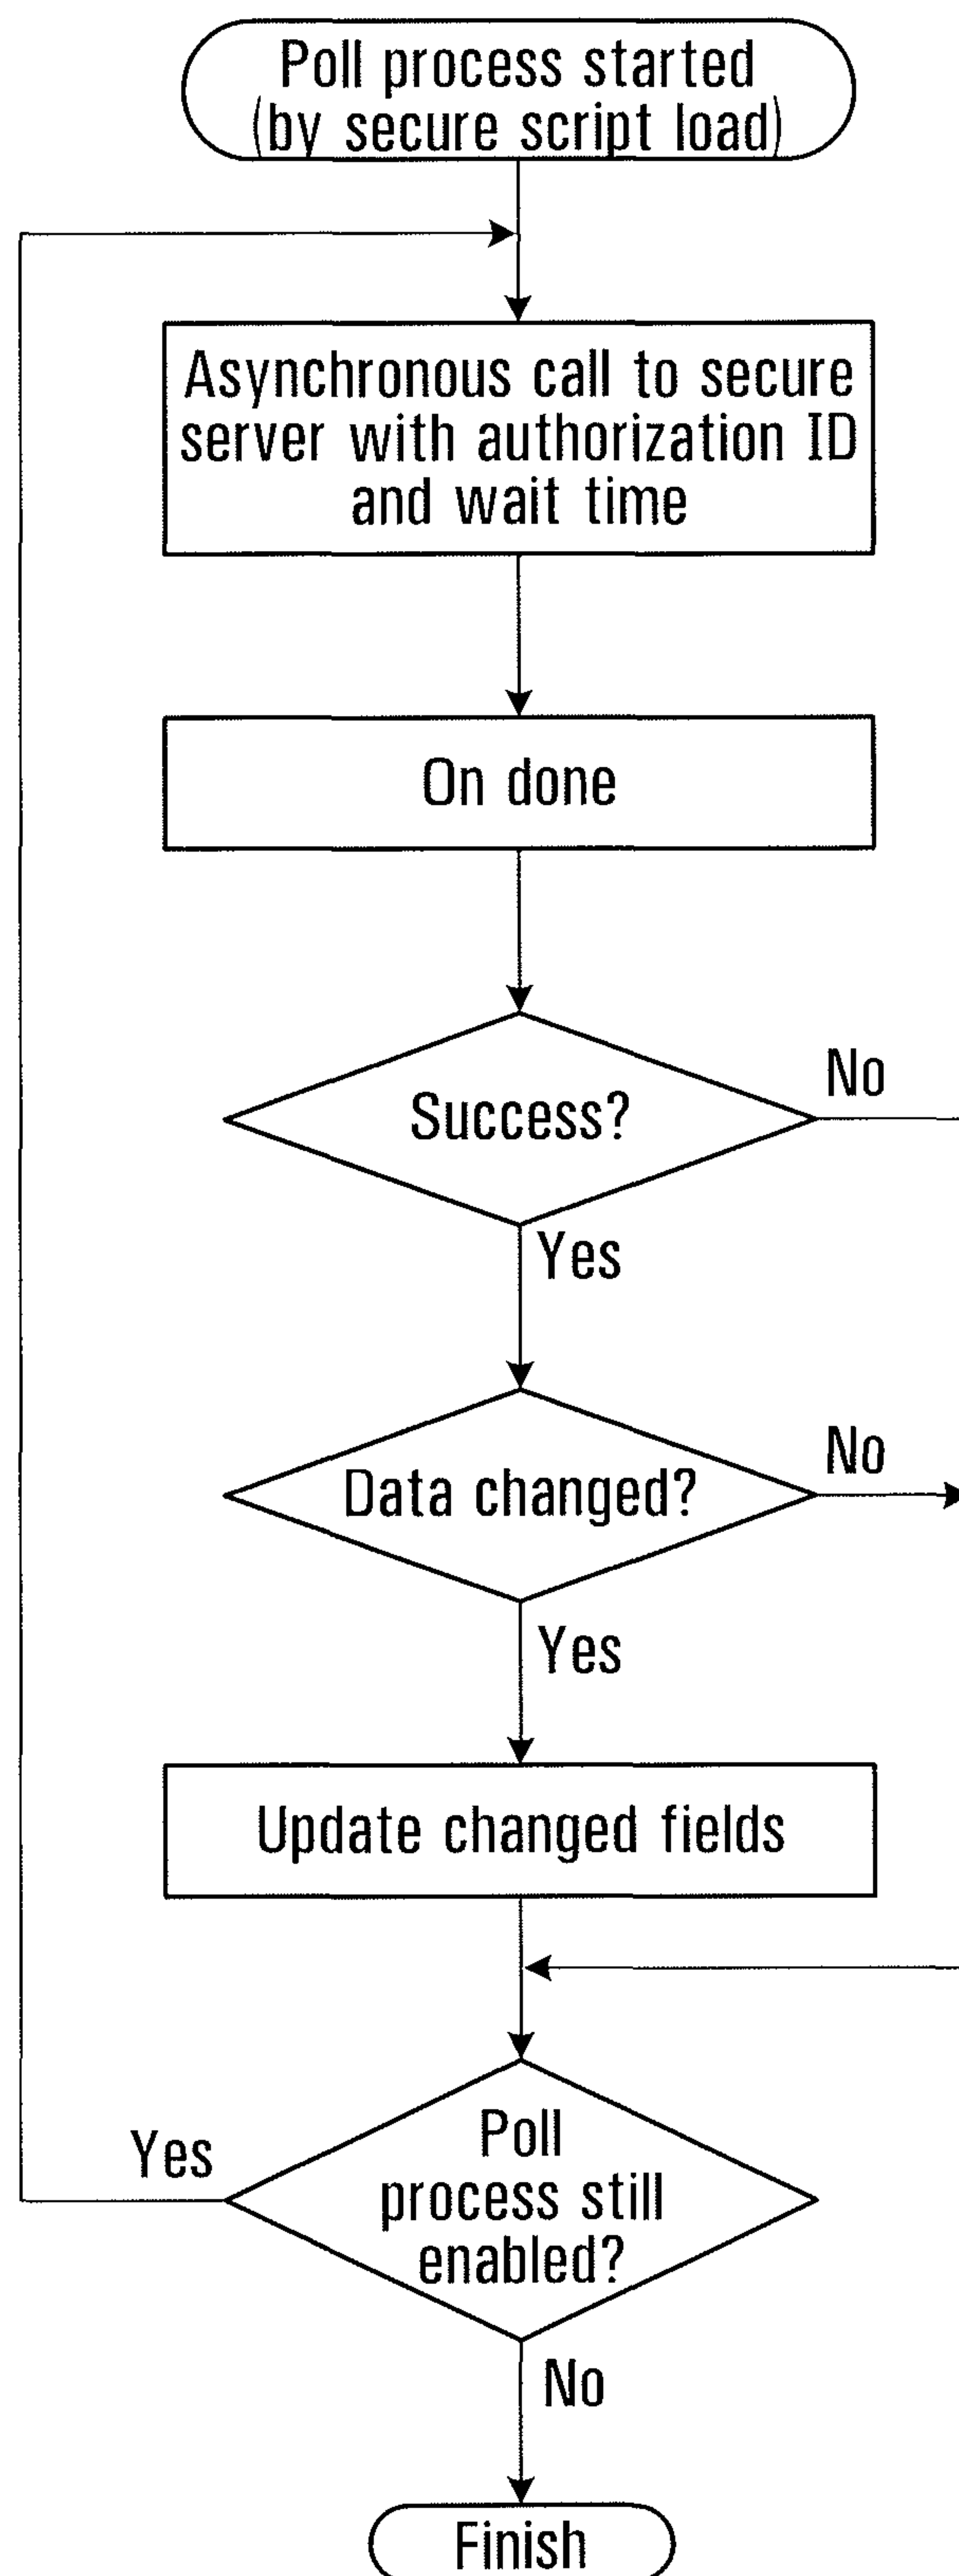 Poll process started
(by secure script load)
Asynchronous call to secure
server with authorization ID
and wait time
On done
Success?
No
Yes
Data changed?
No
Yes
Update changed fields
Poll
process still
enabled?
Yes
No
Finish